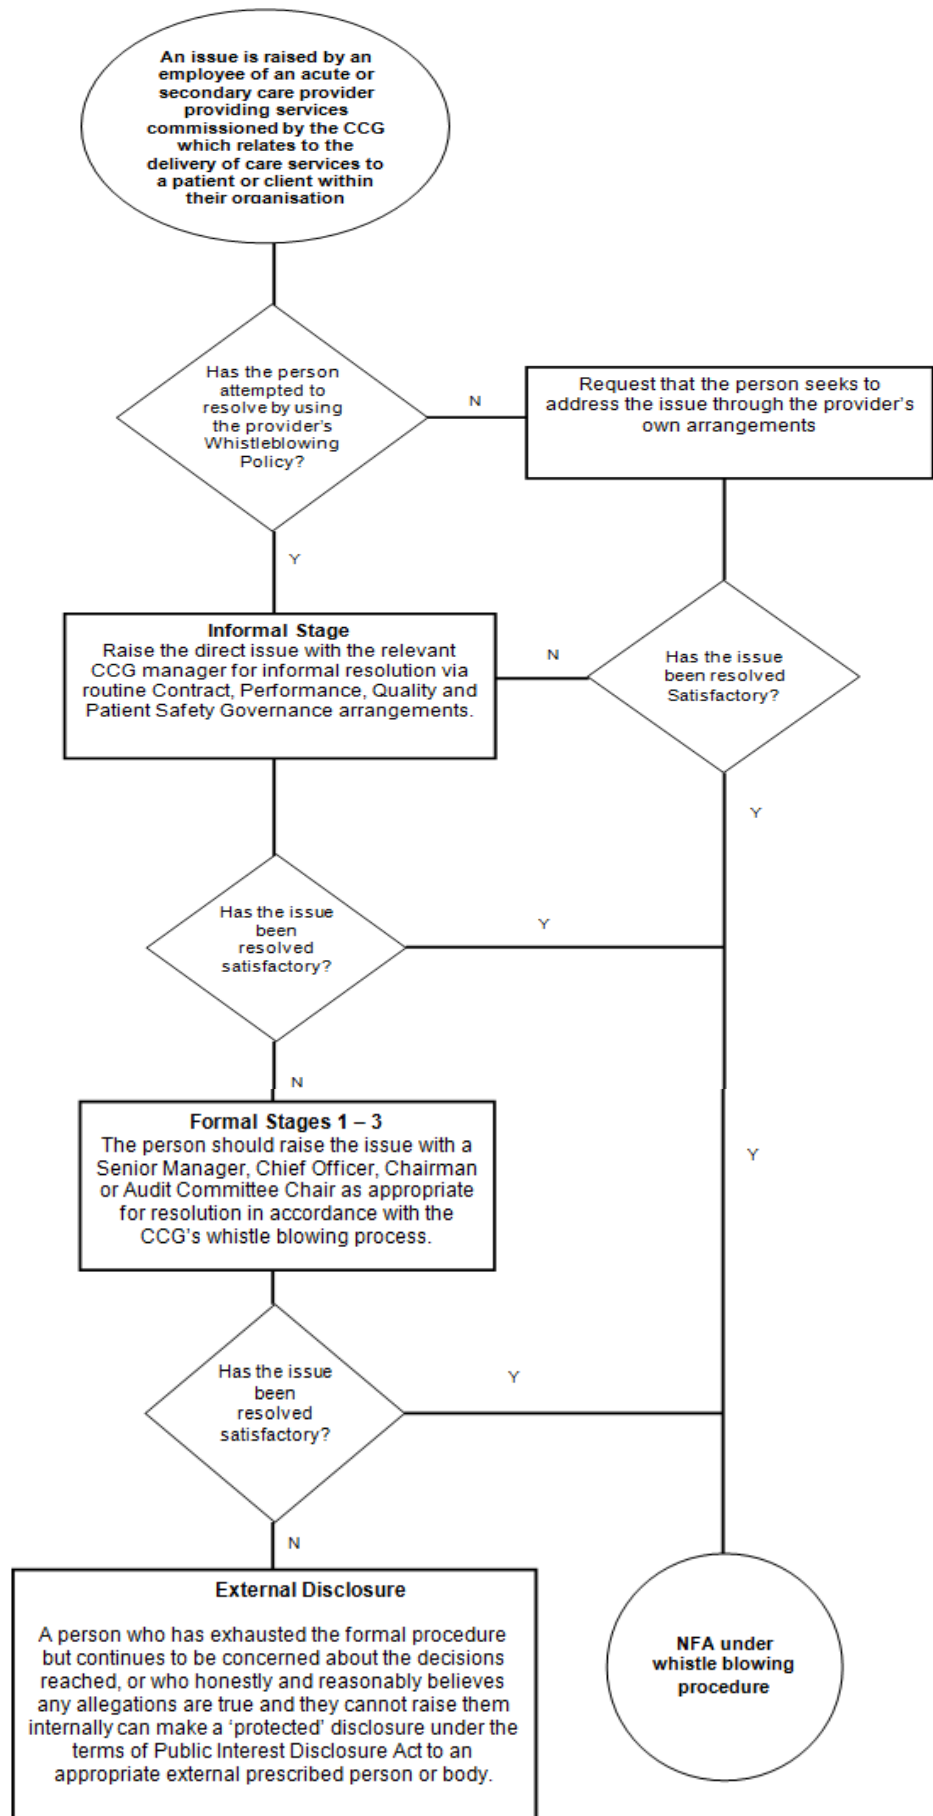 An issue is raised by an
employee of an acute or
secondary care provider
providing services
commissioned by the CCG
which relates to the
delivery of care services to
a patient or client within
their organisation
Has the person
attempted to
resolve by using
the provider's
Whistleblowing
Policy?
N
Request that the person seeks to
address the issue through the provider's
own arrangements
Y
Informal Stage
Raise the direct issue with the relevant
CCG manager for informal resolution via
routine Contract, Performance, Quality and
Patient Safety Governance arrangements.
N
Has the issue
been resolved
Satisfactory?
Y
Has the issue
been
resolved
satisfactory?
Y
N
Formal Stages 1 – 3
The person should raise the issue with a
Senior Manager, Chief Officer, Chairman
or Audit Committee Chair as appropriate
for resolution in accordance with the
CCG's whistle blowing process.
Y
Has the issue
been
resolved
satisfactory?
Y
N
External Disclosure
A person who has exhausted the formal procedure
but continues to be concerned about the decisions
reached, or who honestly and reasonably believes
any allegations are true and they cannot raise them
internally can make a 'protected' disclosure under the
terms of Public Interest Disclosure Act to an
appropriate external prescribed person or body.
NFA under
whistle blowing
procedure